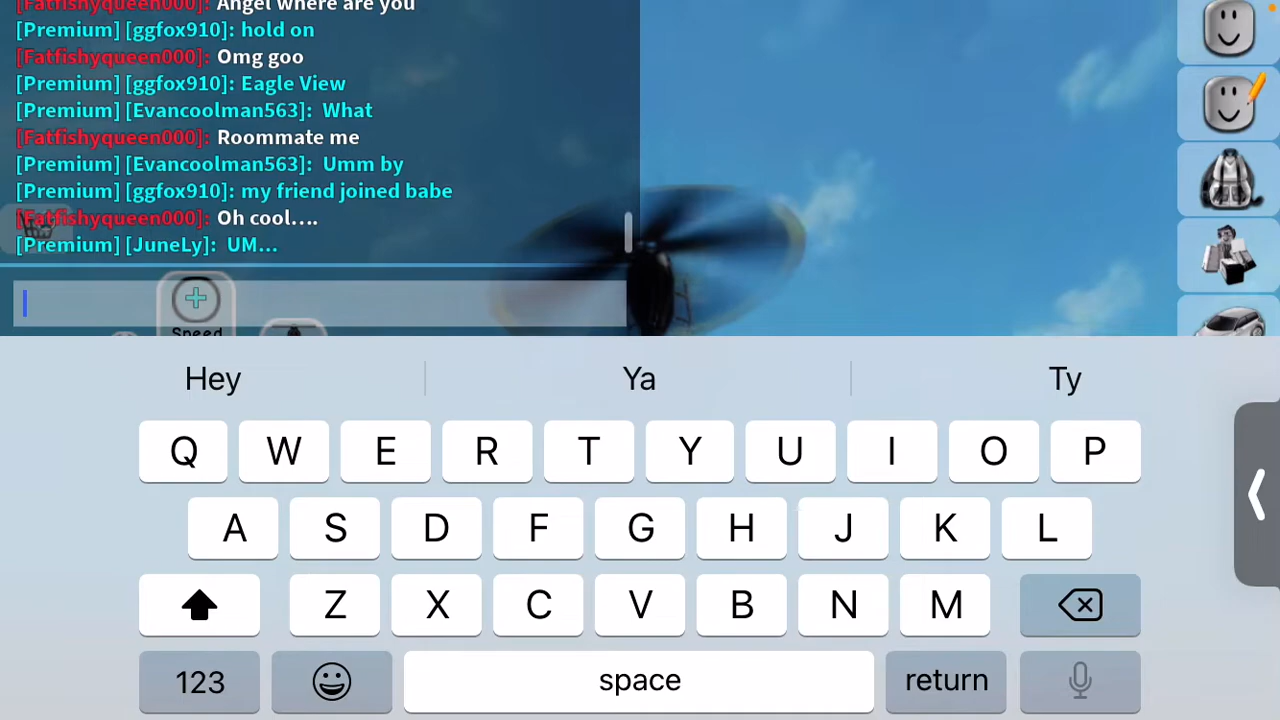 [Fatfishyqueen000]: Angel where are you
[Premium] [ggfox910]: hold on
[Fatfishyqueen000]: Omg goo
[Premium] [ggfox910]: Eagle View
[Premium] [Evancoolman563]: What
[Fatfishyqueen000]: Roommate me
[Premium] [Evancoolman563]: Umm by
[Premium] [ggfox910]: my friend joined babe
[Fatfishyqueen000]: Oh cool....
[Premium] [JuneLy]: UM...
Speed
Hey Ya Ty
Q W E R T Y U I O P
A S D F G H J K L
Z X C V B N M
123 space return